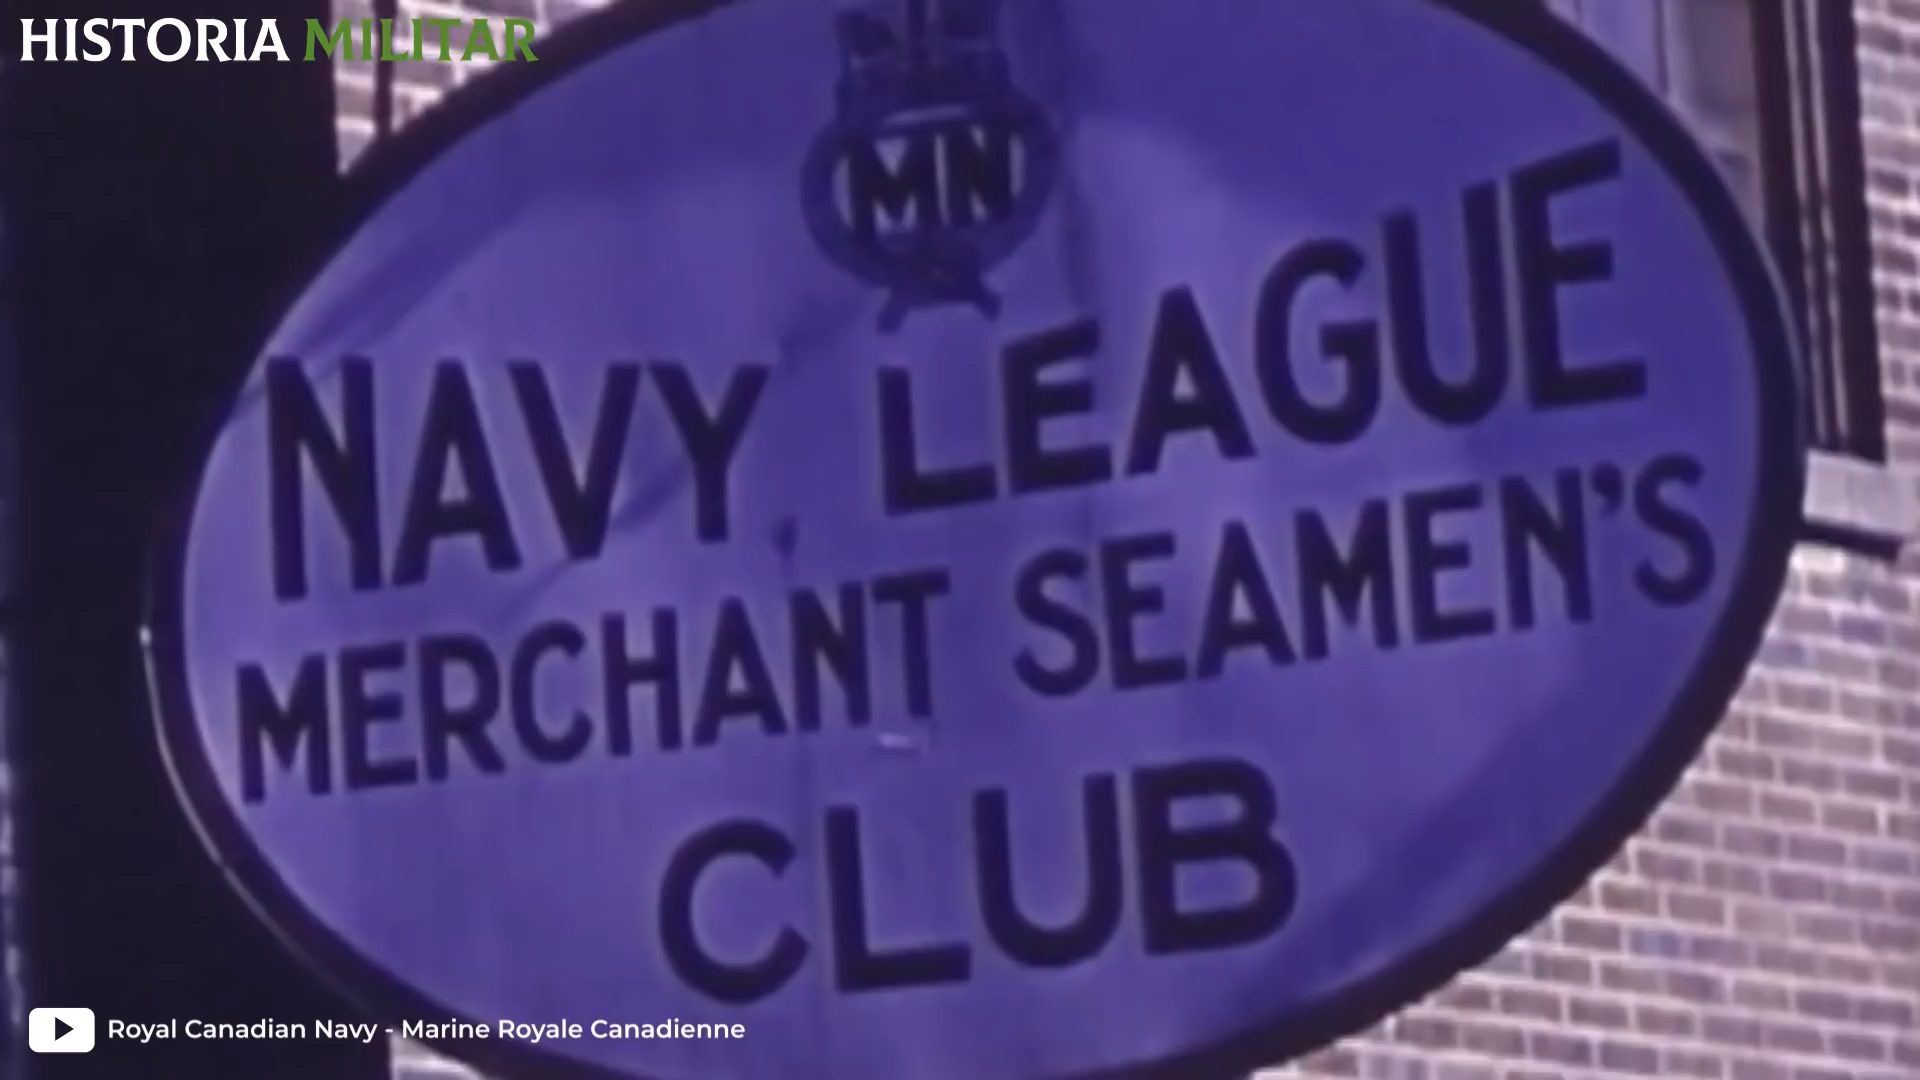 HISTORIA MILITAR
MN
NAVY LEAGUE
MERCHANT SEAMEN'S
CLUB
Royal Canadian Navy - Marine Royale Canadienne